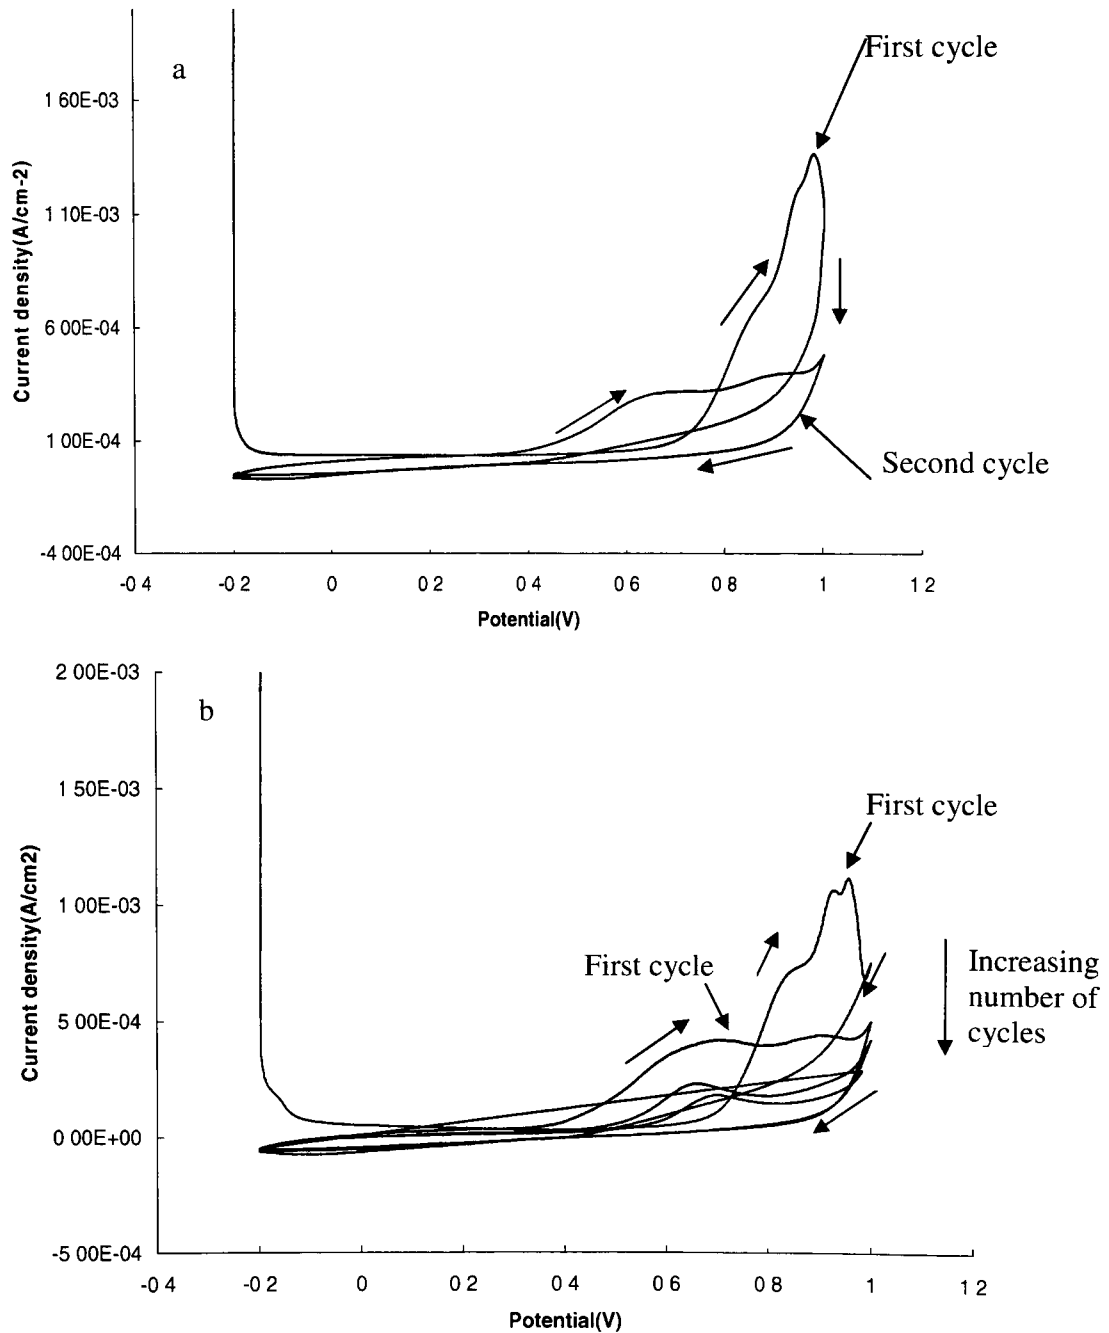 a
First cycle
1 60E-03
1 10E-03
6 00E-04
1 00E-04
-4 00E-04
Current density(A/cm-2)
Second cycle
-0 4 -0 2 0 0 2 0 4 0 6 0 8 1 1 2
Potential(V)
b
2 00E-03
1 50E-03
1 00E-03
5 00E-04
0 00E+00
-5 00E-04
Current density(A/cm2)
First cycle
First cycle
Increasing
number of
cycles
-0 4 -0 2 0 0 2 0 4 0 6 0 8 1 1 2
Potential(V)